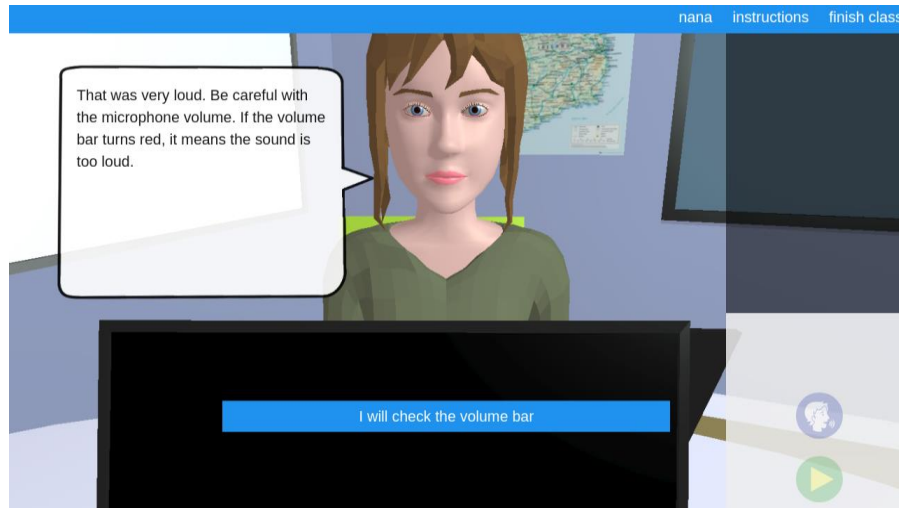 nana instructions finish class
That was very loud. Be careful with
the microphone volume. If the volume
bar turns red, it means the sound is
too loud.
I will check the volume bar